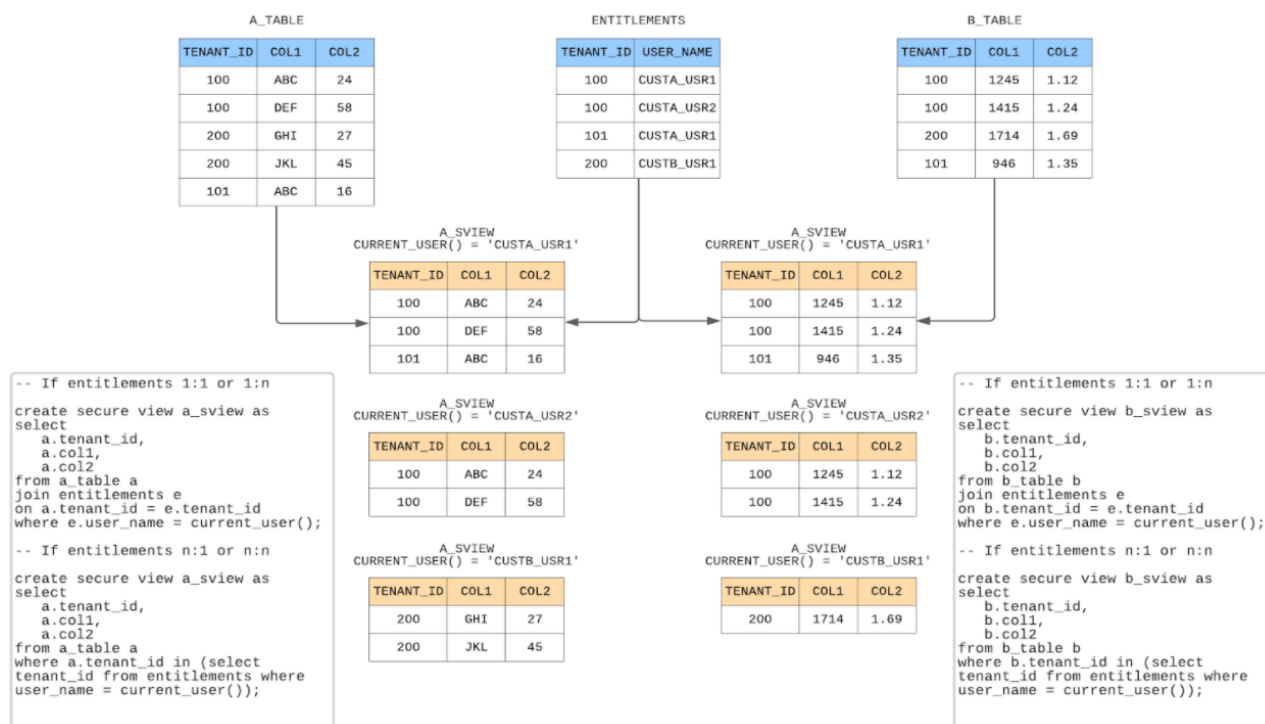 A_TABLE
TENANT_ID COL1 COL2
100 ABC 24
100 DEF 58
200 GHI 27
200 JKL 45
101 ABC 16
ENTITLEMENTS
TENANT_ID USER_NAME
100 CUSTA_USR1
100 CUSTA_USR2
101 CUSTA_USR1
200 CUSTB_USR1
B_TABLE
TENANT_ID COL1 COL2
100 1245 1.12
100 1415 1.24
200 1714 1.69
101 946 1.35
A_SVIEW
CURRENT_USER() = 'CUSTA_USR1'
TENANT_ID COL1 COL2
100 ABC 24
100 DEF 58
101 ABC 16
A_SVIEW
CURRENT_USER() = 'CUSTA_USR1'
TENANT_ID COL1 COL2
100 1245 1.12
100 1415 1.24
101 946 1.35
-- If entitlements 1:1 or 1:n
create secure view a_sview as
select
a.tenant_id,
a.col1,
a.col2
from a_table a
join entitlements e
on a.tenant_id = e.tenant_id
where e.user_name = current_user();
-- If entitlements n:1 or n:n
create secure view a_sview as
select
a.tenant_id,
a.col1,
a.col2
from a_table a
where a.tenant_id in (select
tenant_id from entitlements where
user_name = current_user());
A_SVIEW
CURRENT_USER() = 'CUSTA_USR2'
TENANT_ID COL1 COL2
100 ABC 24
100 DEF 58
A_SVIEW
CURRENT_USER() = 'CUSTA_USR2'
TENANT_ID COL1 COL2
100 1245 1.12
100 1415 1.24
A_SVIEW
CURRENT_USER() = 'CUSTB_USR1'
TENANT_ID COL1 COL2
200 GHI 27
200 JKL 45
A_SVIEW
CURRENT_USER() = 'CUSTB_USR1'
TENANT_ID COL1 COL2
200 1714 1.69
-- If entitlements 1:1 or 1:n
create secure view b_sview as
select
b.tenant_id,
b.col1,
b.col2
from b_table b
join entitlements e
on b.tenant_id = e.tenant_id
where e.user_name = current_user();
-- If entitlements n:1 or n:n
create secure view b_sview as
select
b.tenant_id,
b.col1,
b.col2
from b_table b
where b.tenant_id in (select
tenant_id from entitlements where
user_name = current_user());